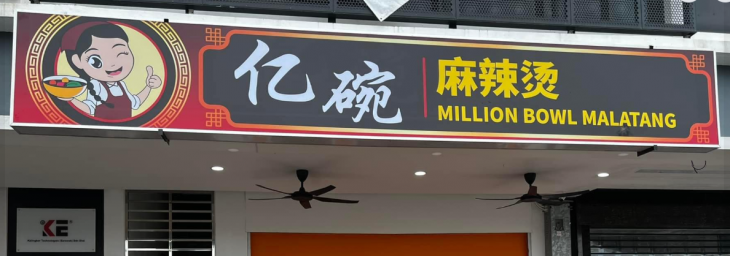 亿碗
麻辣烫
MILLION BOWL MALATANG
KE